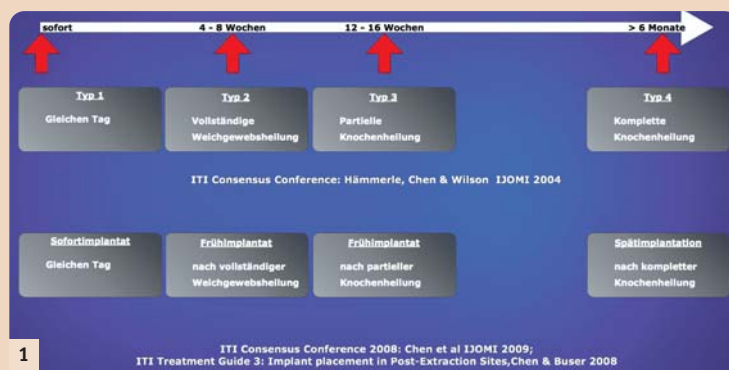 sofort 4 - 8 Wochen 12 - 16 Wochen > 6 Monate
Typ 1
Gleichen Tag
Typ 2
Vollständige
Weichgewebsheilung
Typ 3
Partielle
Knochenheilung
Typ 4
Komplette
Knochenheilung
ITI Consensus Conference: Hämmerle, Chen & Wilson IJOMI 2004
Sofortimplantat
Gleichen Tag
Frühimplantat
nach vollständiger
Weichgewebsheilung
Frühimplantat
nach partieller
Knochenheilung
Spätimplantation
nach kompletter
Knochenheilung
ITI Consensus Conference 2008: Chen et al IJOMI 2009;
ITI Treatment Guide 3: Implant placement in Post-Extraction Sites,Chen & Buser 2008
1